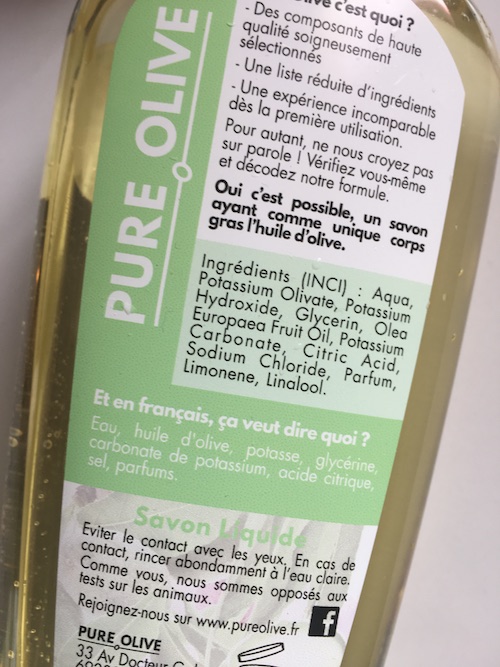 PURE OLIVE
c'est quoi ?
- Des composants de haute
qualité soigneusement
sélectionnés
- Une liste réduite d'ingrédients
- Une expérience incomparable
dès la première utilisation.
Pour autant, ne nous croyez pas
sur parole ! Vérifiez vous-même
et décodez notre formule.
Oui c'est possible, un savon
ayant comme unique corps
gras l'huile d'olive.
Ingrédients (INCI) : Aqua,
Potassium Olivate, Potassium
Hydroxide, Glycerin, Olea
Europaea Fruit Oil, Potassium
Carbonate, Citric Acid,
Sodium Chloride, Parfum,
Limonene, Linalool.
Et en français, ça veut dire quoi ?
Eau, huile d'olive, potasse, glycérine,
carbonate de potassium, acide citrique,
sel, parfums.
Savon Liquide
Eviter le contact avec les yeux. En cas de
contact, rincer abondamment à l'eau claire.
Comme vous, nous sommes opposés aux
tests sur les animaux.
Rejoignez-nous sur www.pureolive.fr f
PURE OLIVE
33 Av Docteur